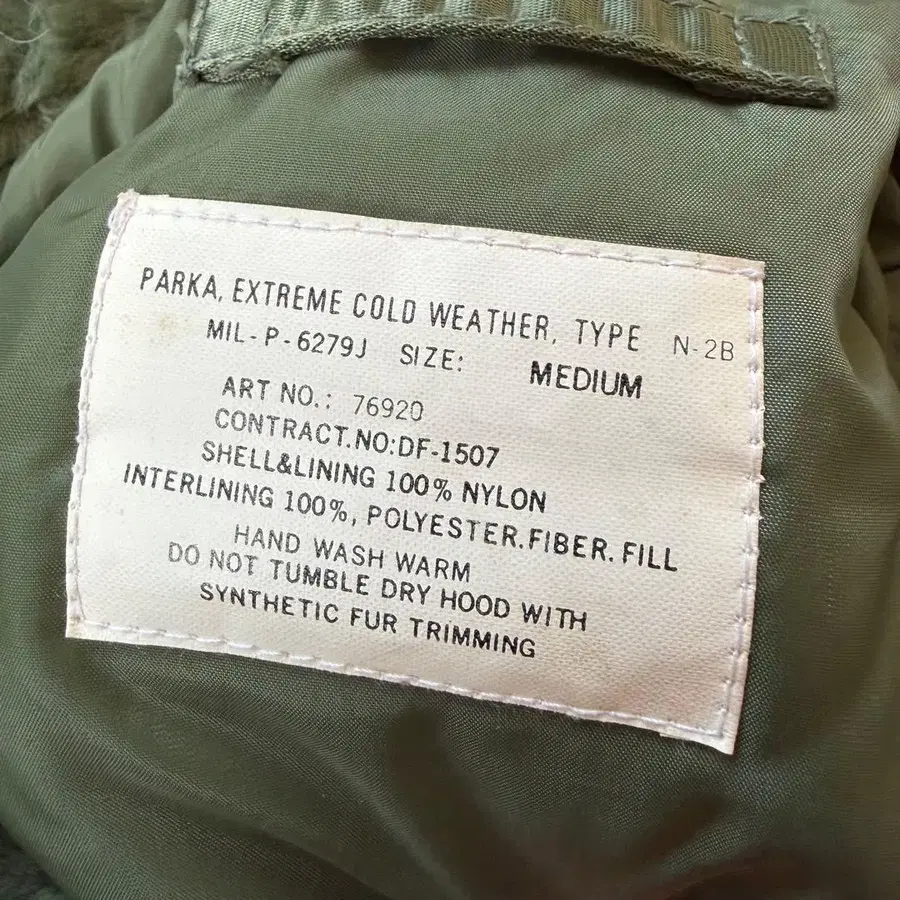 PARKA, EXTREME COLD WEATHER, TYPE N-2B
MIL-P-6279J SIZE: MEDIUM
ART NO.: 76920
CONTRACT.NO:DF-1507
SHELL&LINING 100% NYLON
INTERLINING 100%, POLYESTER.FIBER.FILL
HAND WASH WARM
DO NOT TUMBLE DRY HOOD WITH
SYNTHETIC FUR TRIMMING